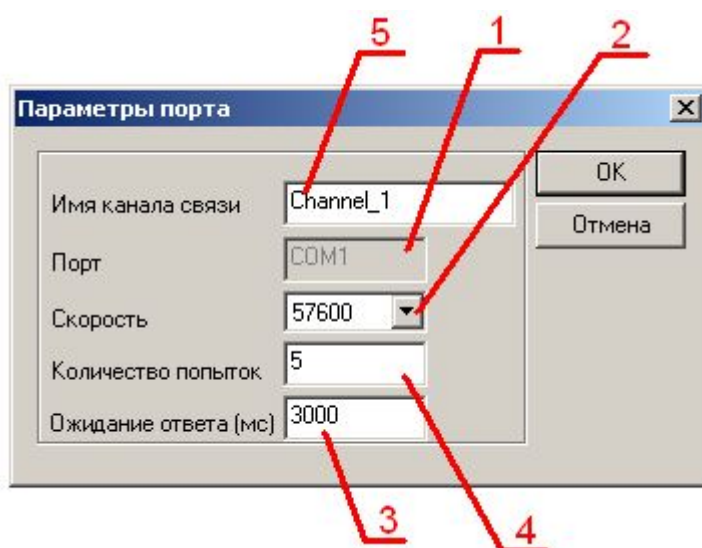 5
1
2
Параметры порта
Имя канала связи
Channel_1
OK
Порт
COM1
Отмена
Скорость
57600
Количество попыток
5
Ожидание ответа (мс)
3000
3
4